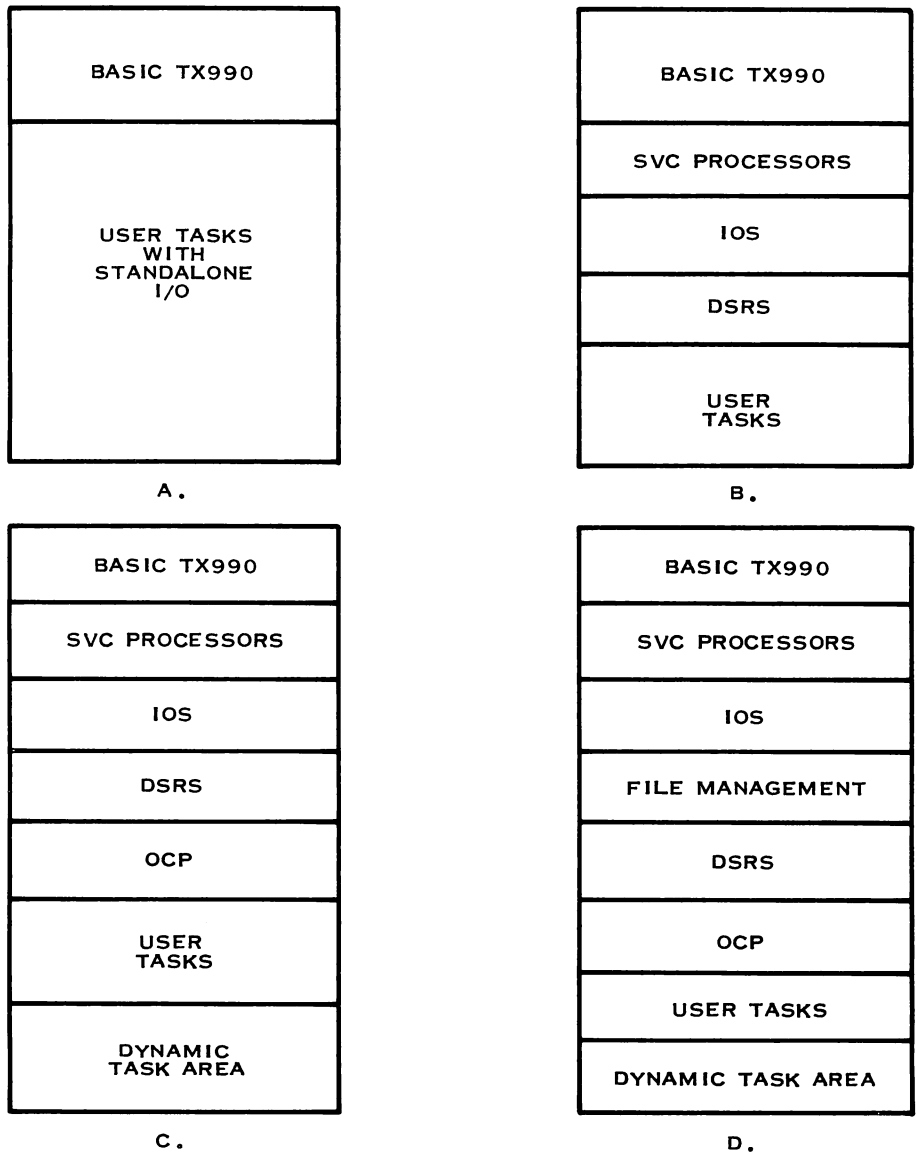 BASIC TX990
USER TASKS
WITH
STANDALONE
I/O
A.
BASIC TX990
SVC PROCESSORS
IOS
DSRS
USER
TASKS
B.
BASIC TX990
SVC PROCESSORS
IOS
DSRS
OCP
USER
TASKS
DYNAMIC
TASK AREA
C.
BASIC TX990
SVC PROCESSORS
IOS
FILE MANAGEMENT
DSRS
OCP
USER TASKS
DYNAMIC TASK AREA
D.